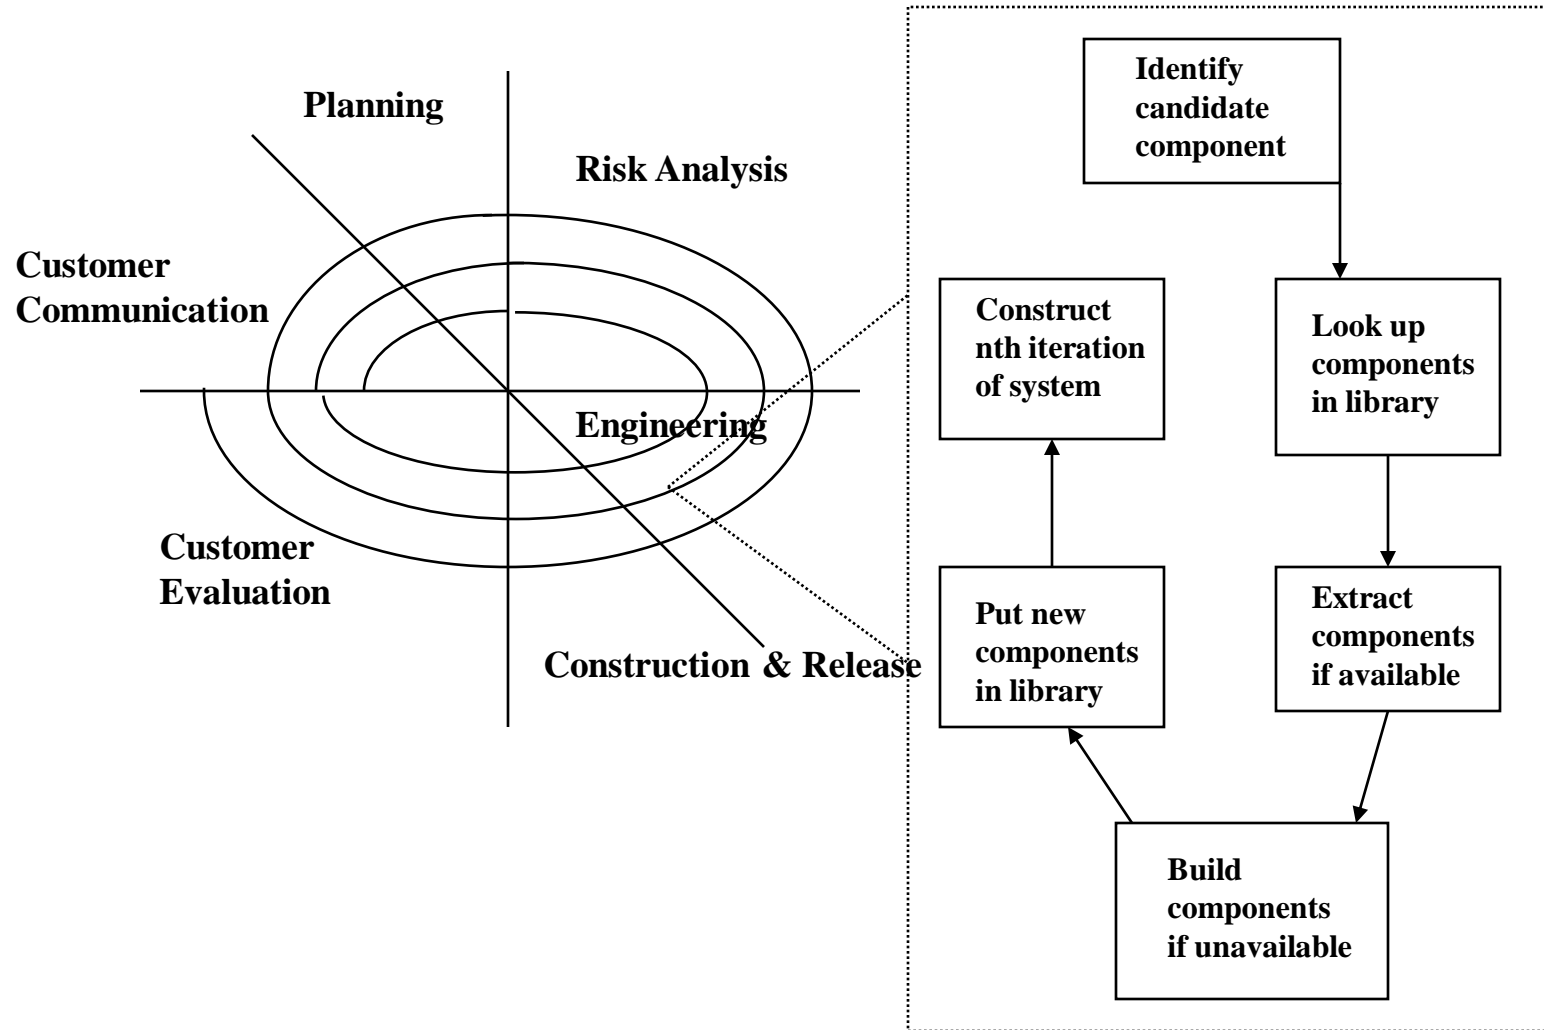 Planning
Risk Analysis
Customer
Communication
Engineering
Customer
Evaluation
Construction & Release
Identify
candidate
component
Look up
components
in library
Extract
components
if available
Build
components
if unavailable
Put new
components
in library
Construct
nth iteration
of system